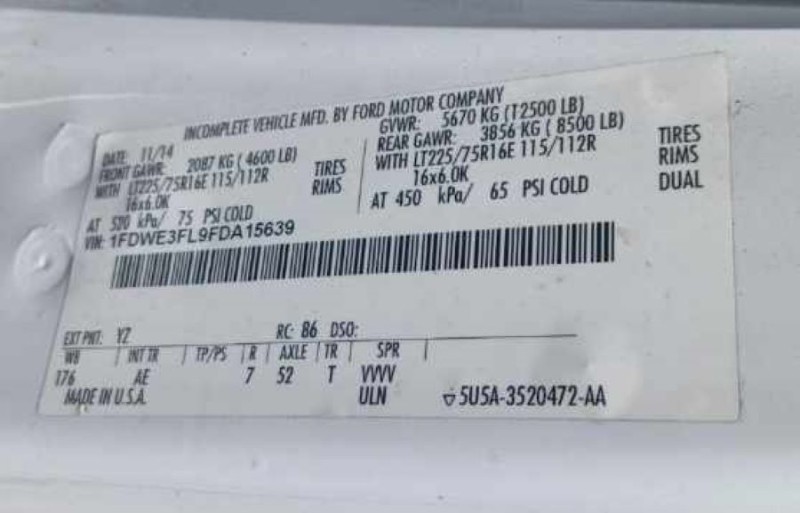 INCOMPLETE VEHICLE MFD. BY FORD MOTOR COMPANY
DATE: 11/14 GVWR: 5670 KG (12500 LB)
FRONT GAWR: 2087 KG (4600 LB) REAR GAWR: 3856 KG (8500 LB)
WITH LT225/75R16E 115/112R TIRES WITH LT225/75R16E 115/112R TIRES
16x6.0K RIMS 16x6.0K RIMS
AT 520 kPa/ 75 PSI COLD AT 450 kPa/ 65 PSI COLD DUAL
VIN: 1FDWE3FL9FDA15639
EXT PNT: YZ RC: 86 DSO:
WB | INT TR | TP/PS | R | AXLE | TR | SPR |
176 AE 7 52 T VVVV
MADE IN U.S.A. ULN 5U5A-3520472-AA